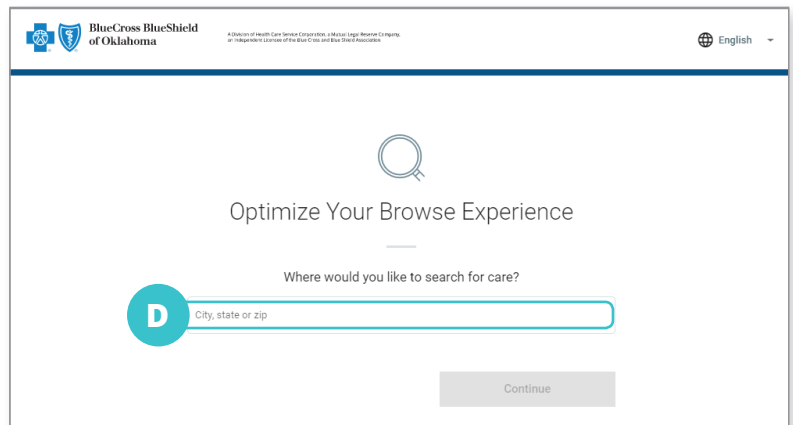 BlueCross BlueShield
of Oklahoma
A Division of Health Care Service Corporation, a Mutual Legal Reserve Company,
an Independent Licensee of the Blue Cross and Blue Shield Association
English
Optimize Your Browse Experience
Where would you like to search for care?
D
City, state or zip
Continue